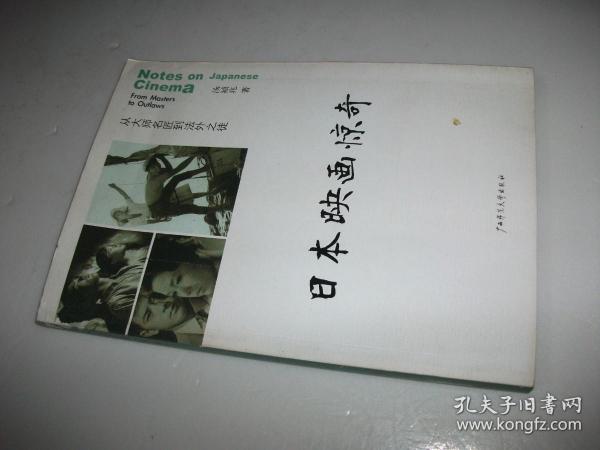 Notes on Japanese
Cinema
From Masters
to Outlaws
汤祯兆 著
从大师名匠到法外之徒
日本映画惊奇
广西师范大学出版社
孔夫子旧书网
www.kongfz.com